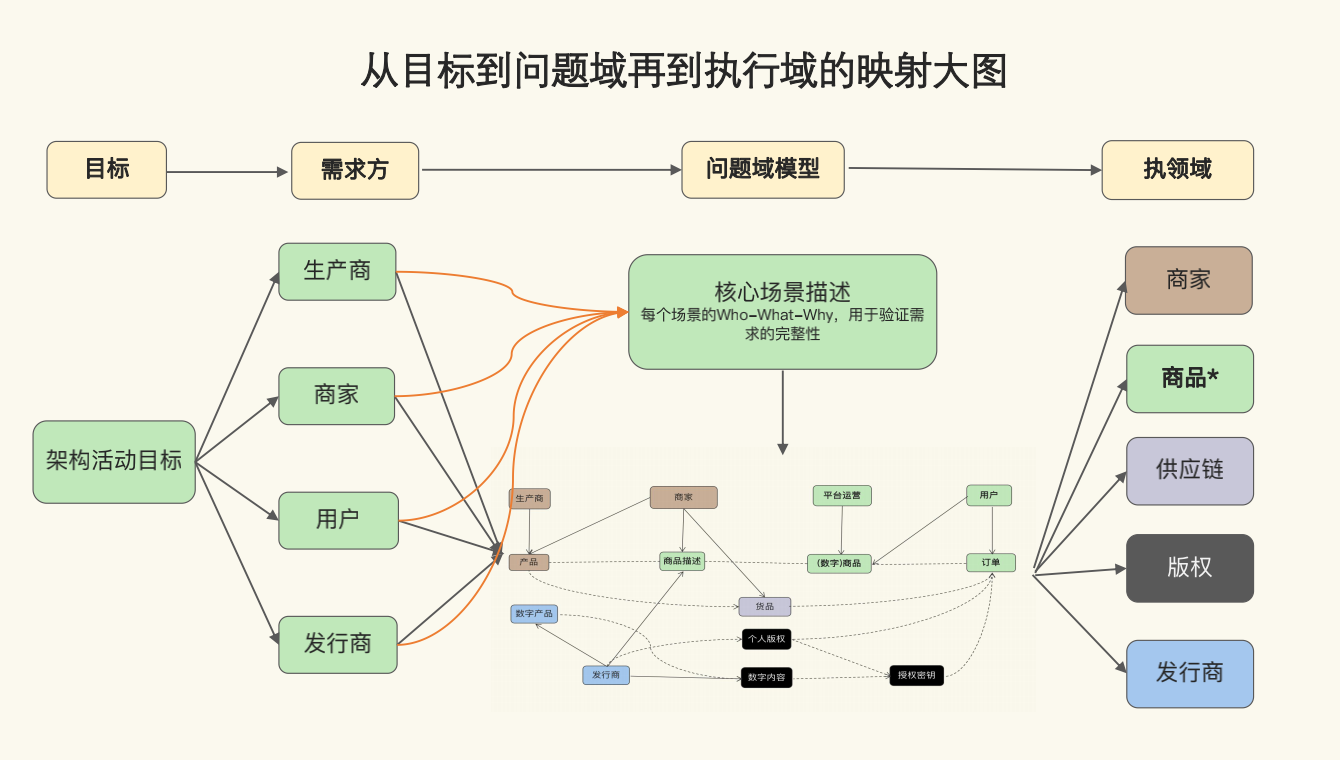 从目标到问题域再到执行域的映射大图
目标
需求方
问题域模型
执领域
生产商
商家
用户
发行商
架构活动目标
核心场景描述
每个场景的Who–What–Why，用于验证需
求的完整性
生产商
商家
平台运营
用户
产品
商品描述
(数字)商品
订单
数字产品
货品
个人版权
发行商
数字内容
授权密钥
商家
商品*
供应链
版权
发行商